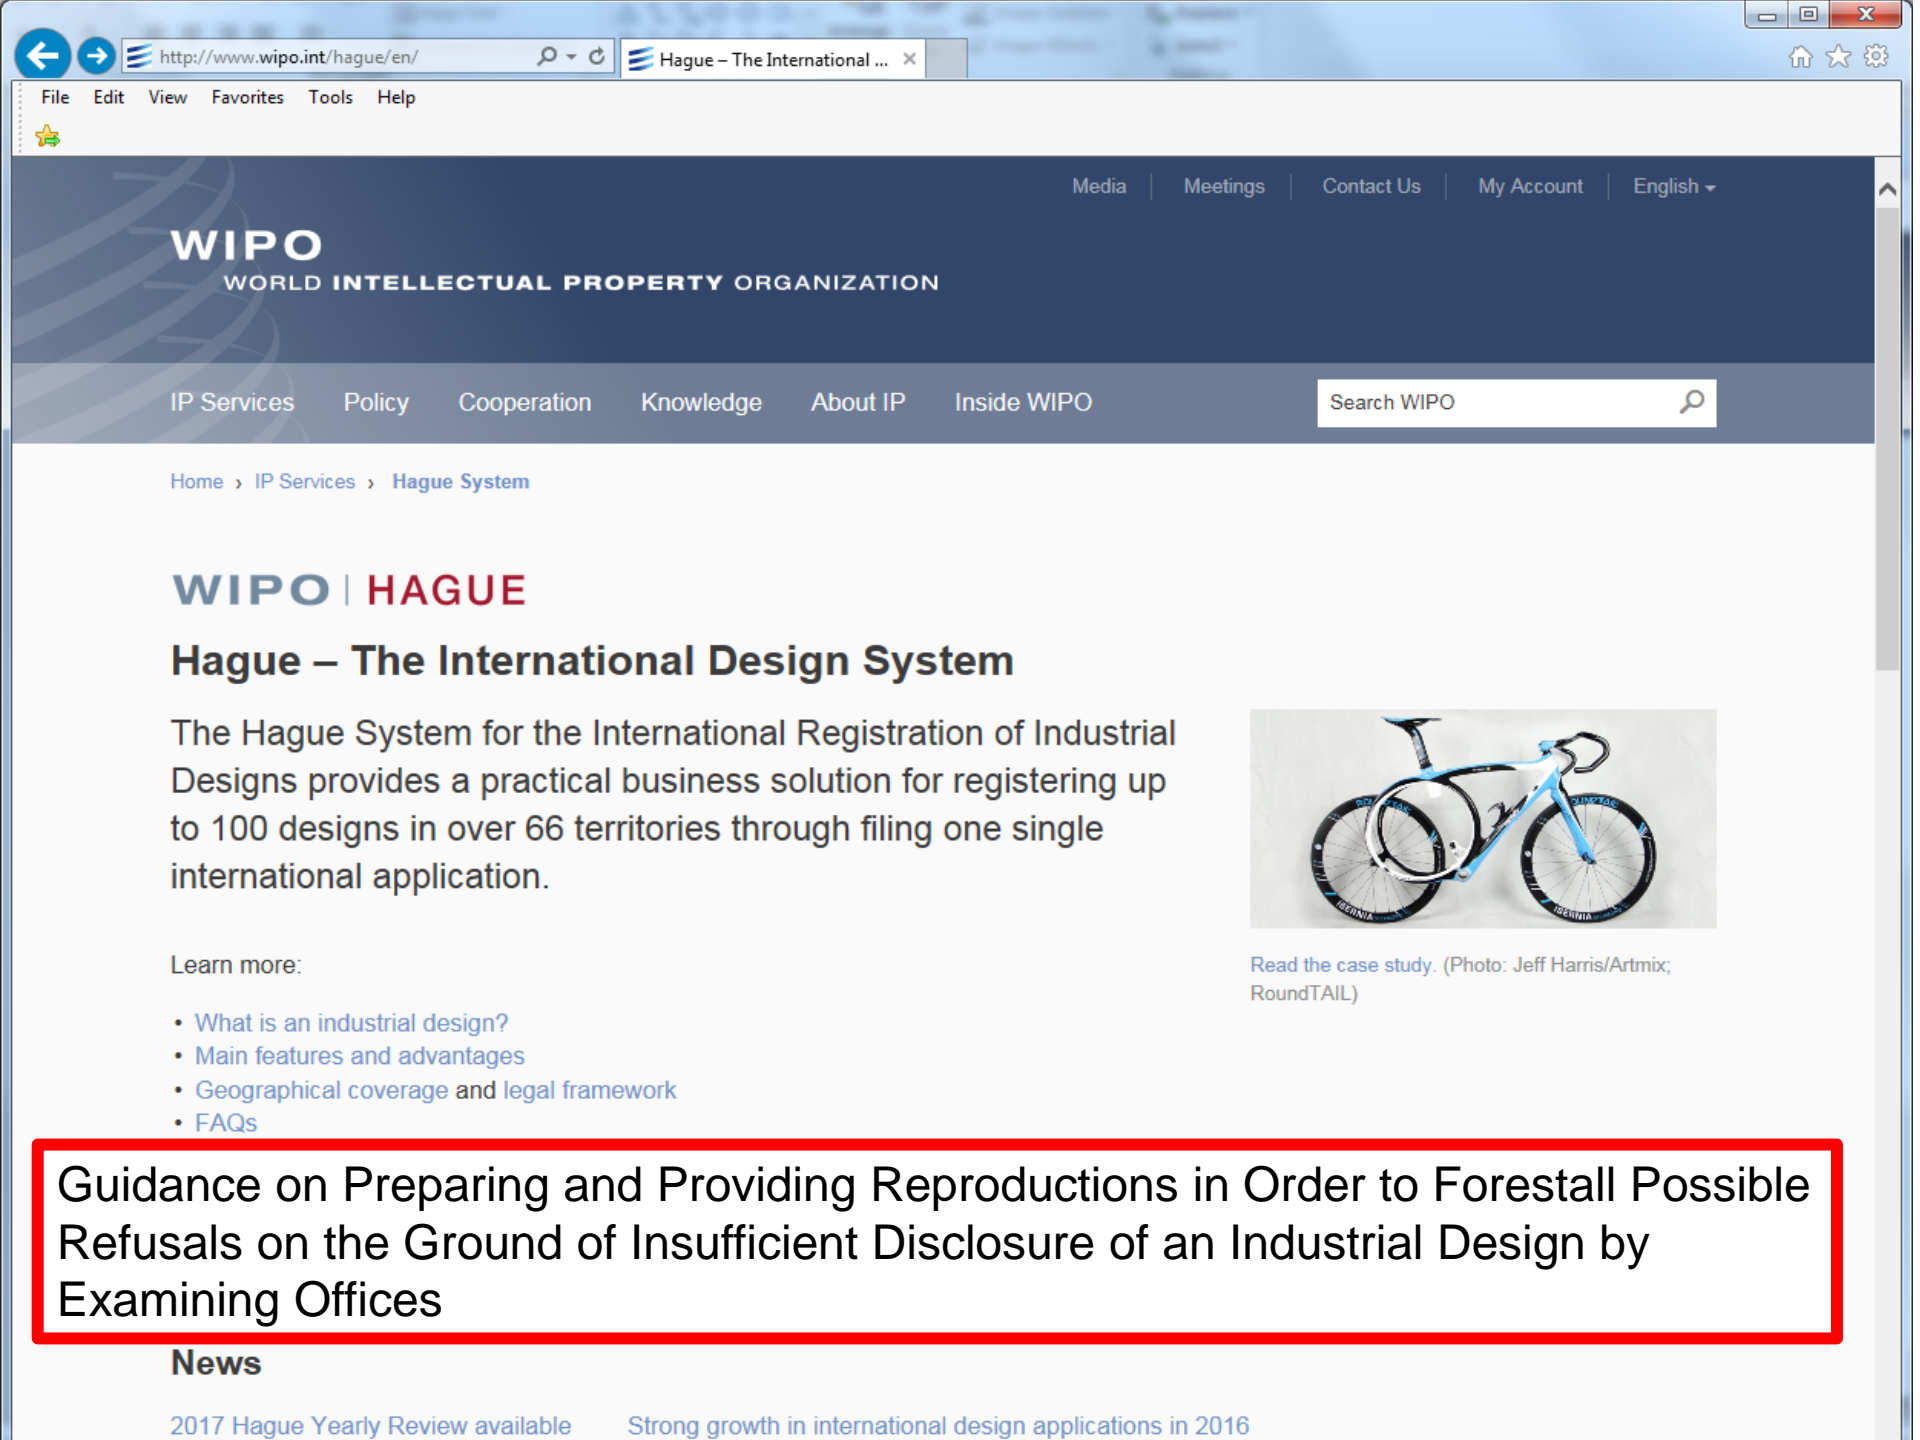 http://www.wipo.int/hague/en/
Hague – The International ...
File Edit View Favorites Tools Help
Media Meetings Contact Us My Account English
WIPO
WORLD INTELLECTUAL PROPERTY ORGANIZATION
IP Services Policy Cooperation Knowledge About IP Inside WIPO Search WIPO
Home › IP Services › Hague System
WIPO | HAGUE
Hague – The International Design System
The Hague System for the International Registration of Industrial
Designs provides a practical business solution for registering up
to 100 designs in over 66 territories through filing one single
international application.
ISERNIA
ISERNIA
Read the case study. (Photo: Jeff Harris/Artmix;
RoundTAIL)
Learn more:
• What is an industrial design?
• Main features and advantages
• Geographical coverage and legal framework
• FAQs
Guidance on Preparing and Providing Reproductions in Order to Forestall Possible
Refusals on the Ground of Insufficient Disclosure of an Industrial Design by
Examining Offices
News
2017 Hague Yearly Review available Strong growth in international design applications in 2016